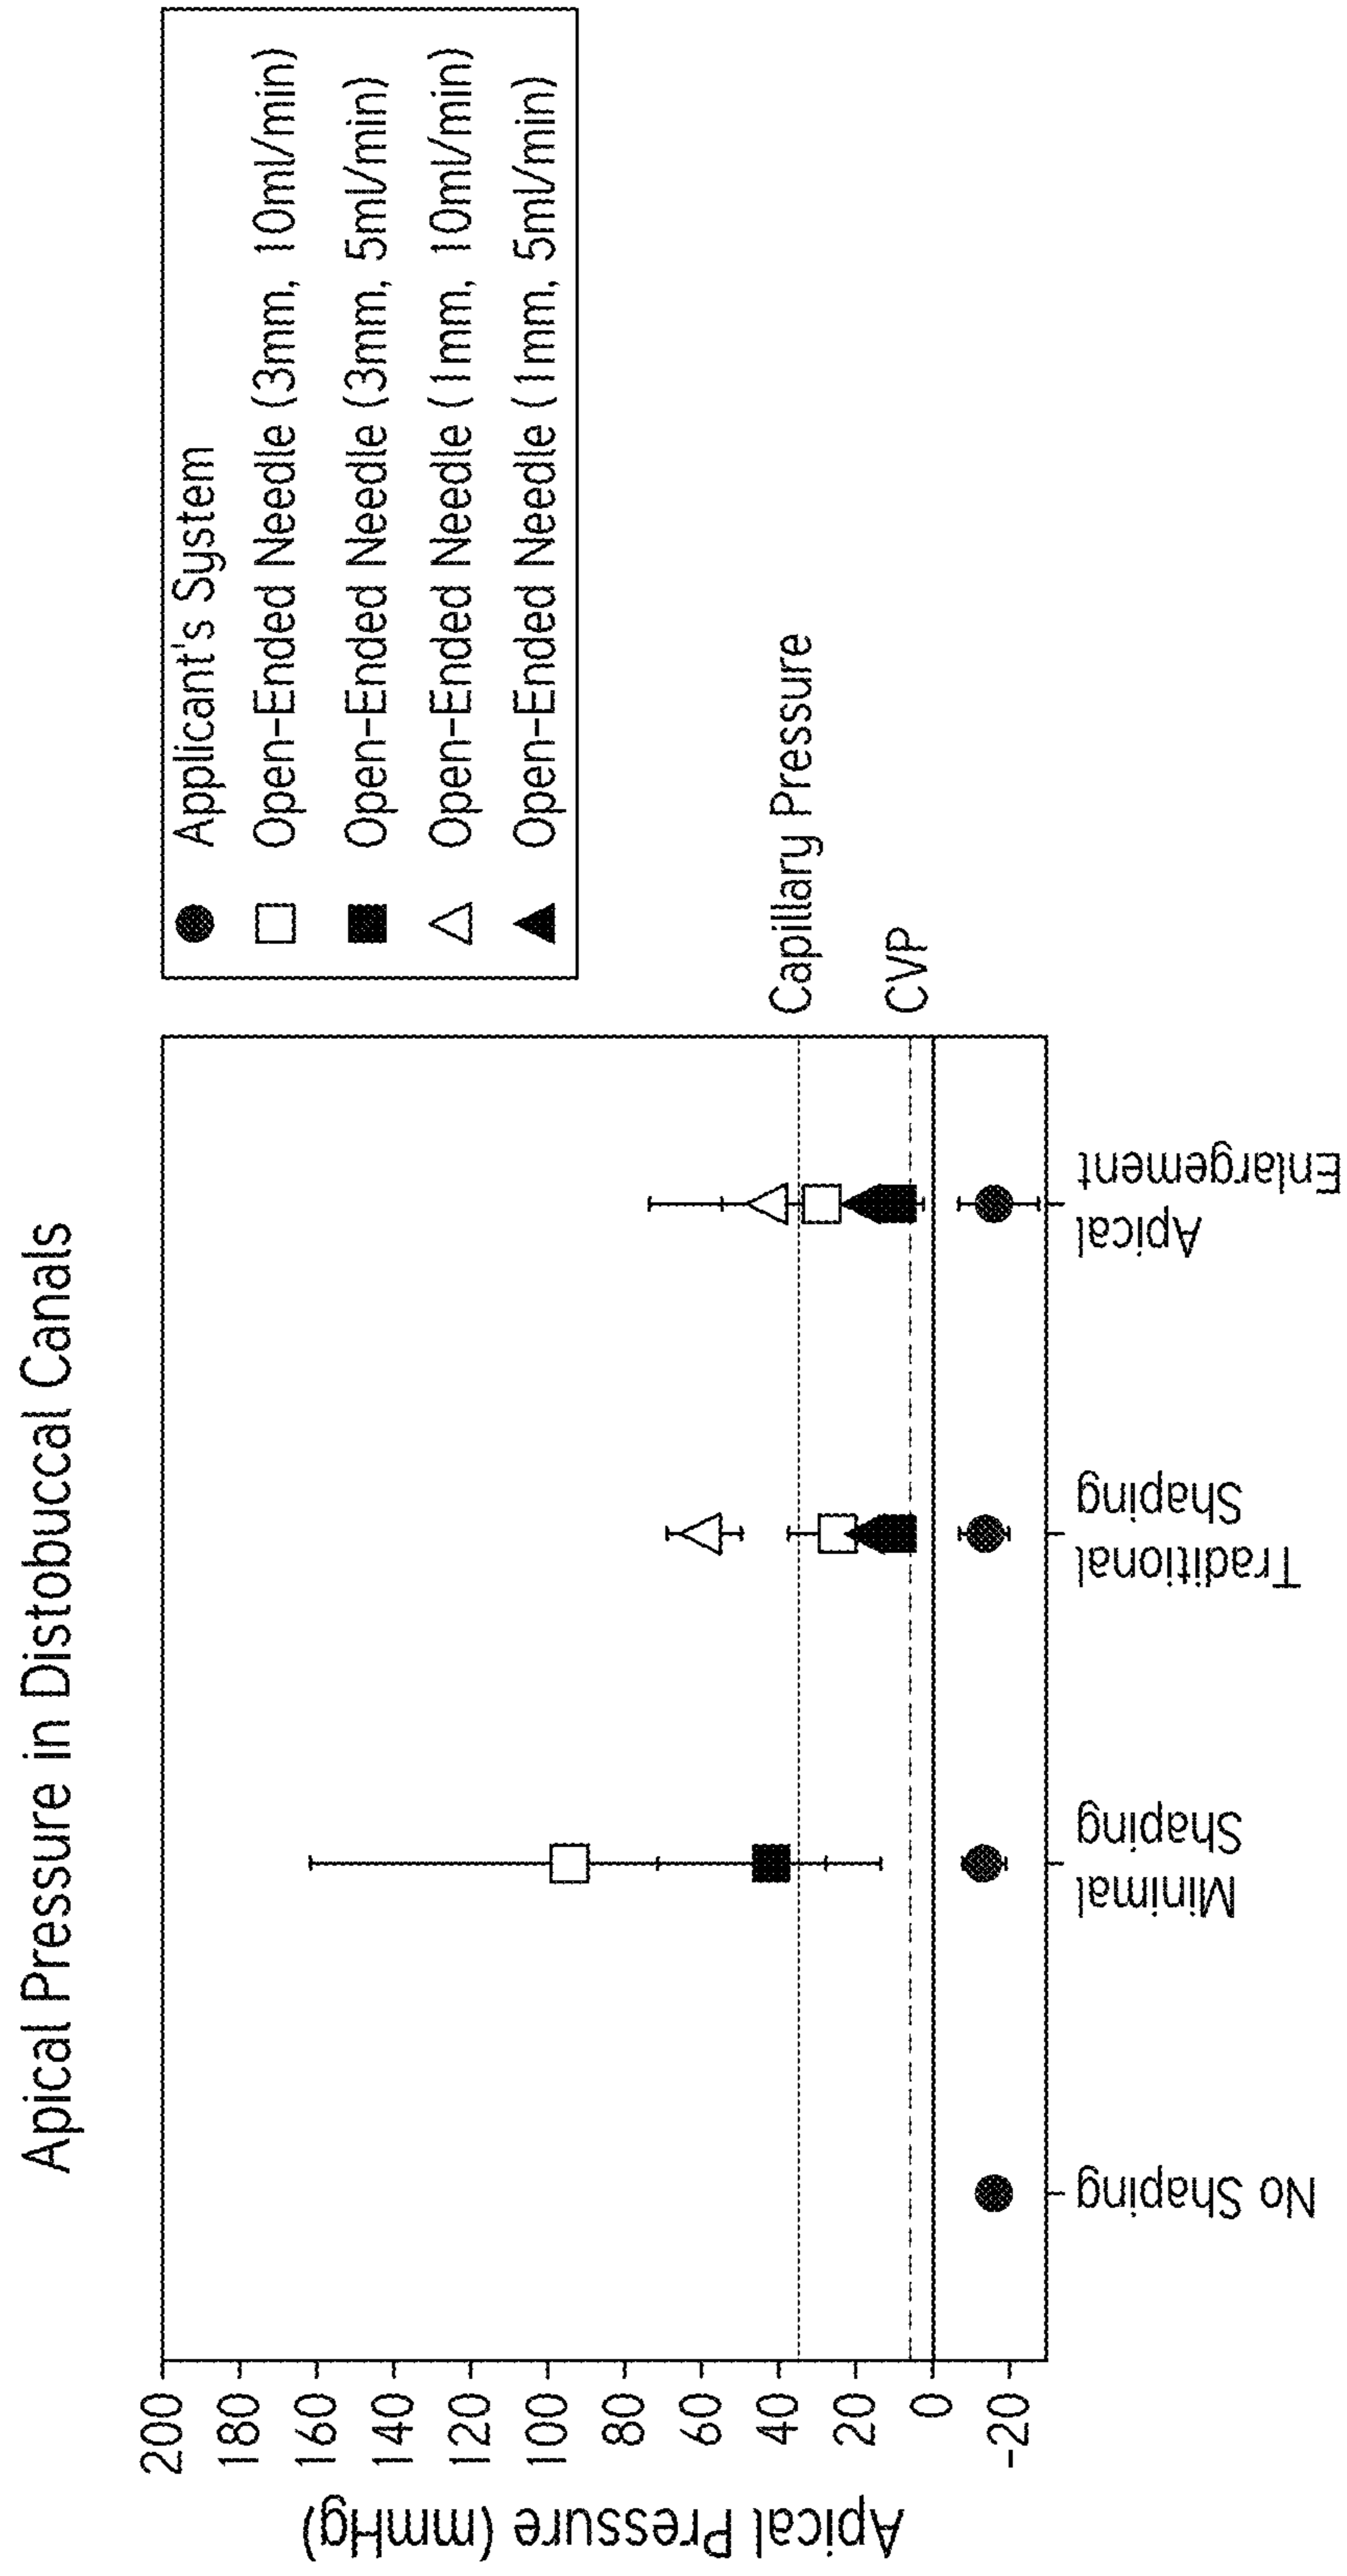 Apical Pressure in Distobuccal Canals
Apical Pressure (mmHg)
200
180
160
140
120
100
80
60
40
20
0
-20
No Shaping
Minimal
Shaping
Traditional
Shaping
Apical
Enlargement
Capillary Pressure
CVP
Applicant's System
Open-Ended Needle (3mm, 10ml/min)
Open-Ended Needle (3mm, 5ml/min)
Open-Ended Needle (1mm, 10ml/min)
Open-Ended Needle (1mm, 5ml/min)